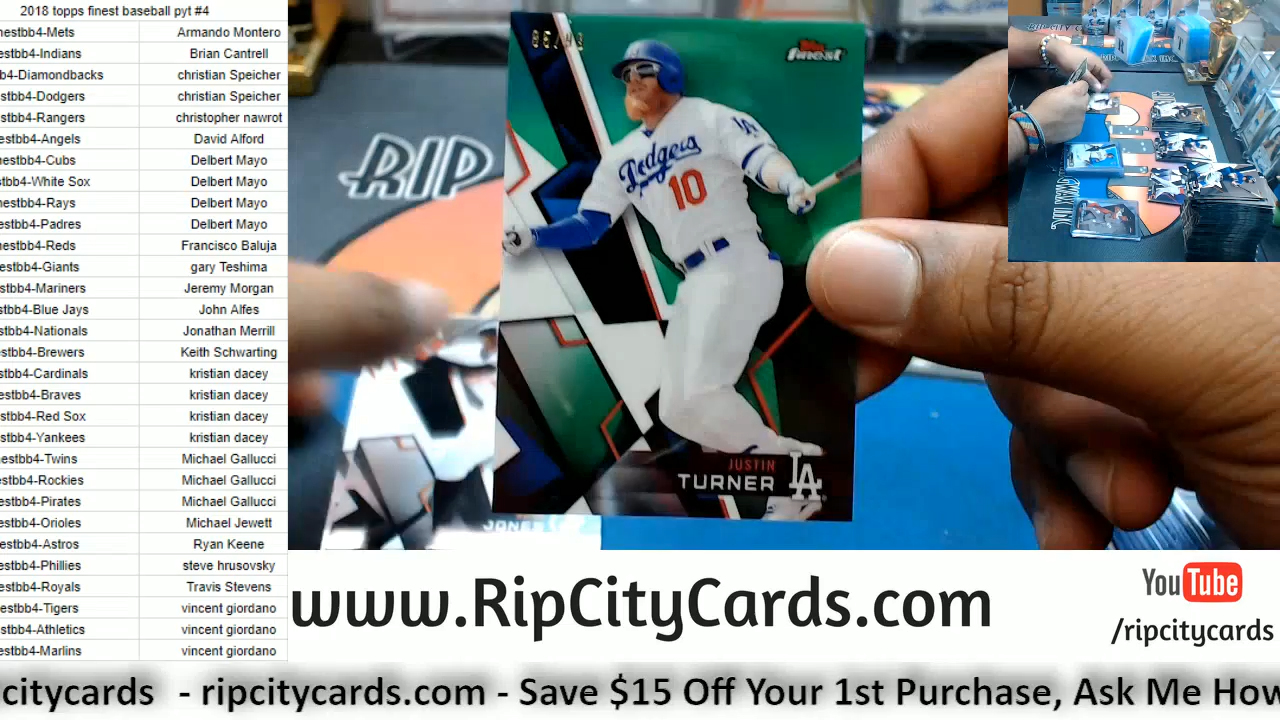 2018 topps finest baseball pyt #4
nestbb4-Mets Armando Montero
estbb4-Indians Brian Cantrell
b4-Diamondbacks christian Speicher
stbb4-Dodgers christian Speicher
stbb4-Rangers christopher nawrot
estbb4-Angels David Alford
nestbb4-Cubs Delbert Mayo
stbb4-White Sox Delbert Mayo
nestbb4-Rays Delbert Mayo
estbb4-Padres Delbert Mayo
nestbb4-Reds Francisco Baluja
estbb4-Giants gary Teshima
stbb4-Mariners Jeremy Morgan
stbb4-Blue Jays John Alfes
stbb4-Nationals Jonathan Merrill
estbb4-Brewers Keith Schwarting
stbb4-Cardinals kristian dacey
estbb4-Braves kristian dacey
stbb4-Red Sox kristian dacey
stbb4-Yankees kristian dacey
nestbb4-Twins Michael Gallucci
estbb4-Rockies Michael Gallucci
estbb4-Pirates Michael Gallucci
estbb4-Orioles Michael Jewett
estbb4-Astros Ryan Keene
estbb4-Phillies steve hrusovsky
estbb4-Royals Travis Stevens
estbb4-Tigers vincent giordano
stbb4-Athletics vincent giordano
estbb4-Marlins vincent giordano
finest
RIP
LA
Dodgers
10
JUSTIN
TURNER
LA
JONES
www.RipCityCards.com
YouTube
/ripcitycards
citycards - ripcitycards.com - Save $15 Off Your 1st Purchase, Ask Me How